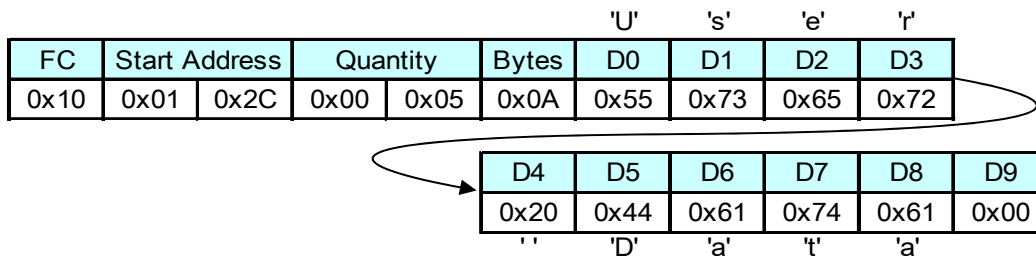 'U' 's' 'e' 'r'
FC Start Address Quantity Bytes D0 D1 D2 D3
0x10 0x01 0x2C 0x00 0x05 0x0A 0x55 0x73 0x65 0x72
D4 D5 D6 D7 D8 D9
0x20 0x44 0x61 0x74 0x61 0x00
' ' 'D' 'a' 't' 'a'